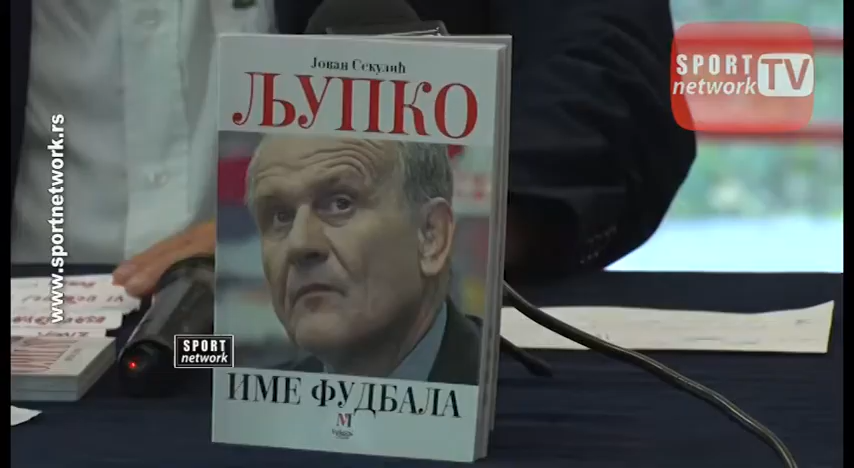 Јован Секулић
ЉУПКО
ИМЕ ФУДБАЛА
SPORT
network TV
www.sportnetwork.rs
SPORT
network